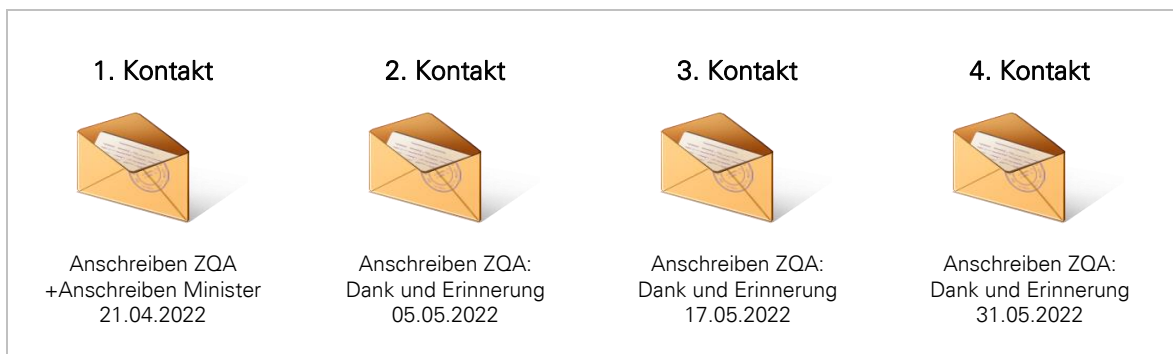 1. Kontakt
2. Kontakt
3. Kontakt
4. Kontakt
Anschreiben ZQA
+Anschreiben Minister
21.04.2022
Anschreiben ZQA:
Dank und Erinnerung
05.05.2022
Anschreiben ZQA:
Dank und Erinnerung
17.05.2022
Anschreiben ZQA:
Dank und Erinnerung
31.05.2022